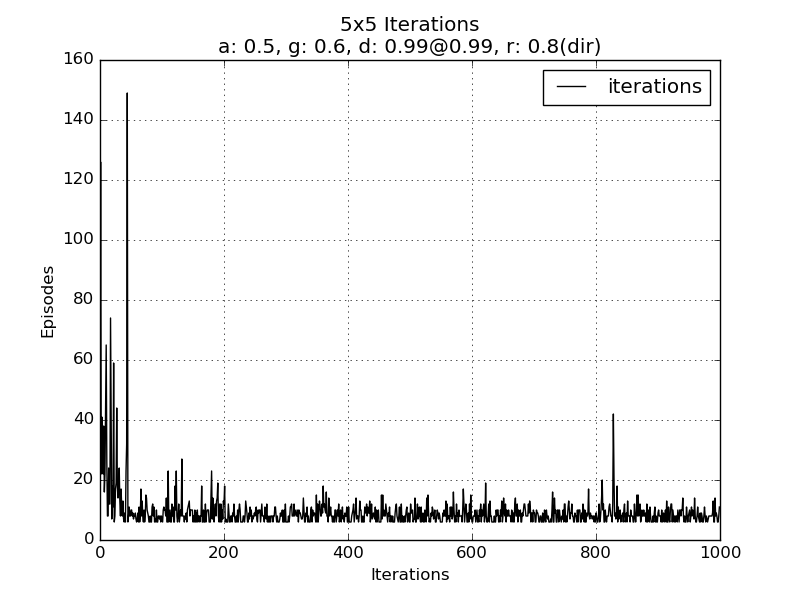 5x5 Iterations
a: 0.5, g: 0.6, d: 0.99@0.99, r: 0.8(dir)
iterations
160
140
120
100
80
60
40
20
0
Episodes
0 200 400 600 800 1000
Iterations